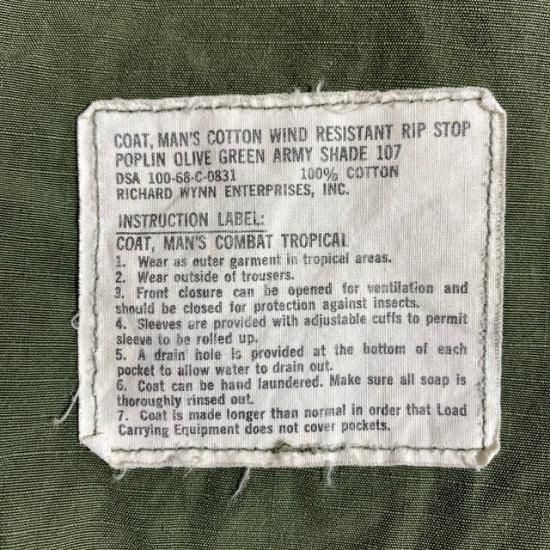 COAT, MAN'S COTTON WIND RESISTANT RIP STOP
POPLIN OLIVE GREEN ARMY SHADE 107
DSA 100-68-C-0831 100% COTTON
RICHARD WYNN ENTERPRISES, INC.
INSTRUCTION LABEL:
COAT, MAN'S COMBAT TROPICAL
1. Wear as outer garment in tropical areas.
2. Wear outside of trousers.
3. Front closure can be opened for ventilation and
should be closed for protection against insects.
4. Sleeves are provided with adjustable cuffs to permit
sleeve to be rolled up.
5. A drain hole is provided at the bottom of each
pocket to allow water to drain out.
6. Coat can be hand laundered. Make sure all soap is
thoroughly rinsed out.
7. Coat is made longer than normal in order that Load
Carrying Equipment does not cover pockets.